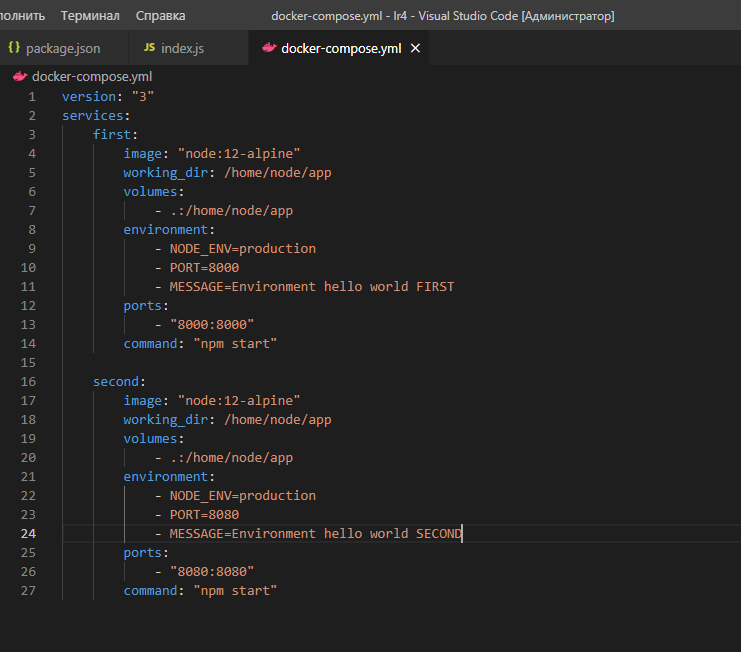 полнить Терминал Справка docker-compose.yml - lr4 - Visual Studio Code [Администратор]
{} package.json JS index.js docker-compose.yml ×
docker-compose.yml
1 version: "3"
2 services:
3 first:
4 image: "node:12-alpine"
5 working_dir: /home/node/app
6 volumes:
7 - .:/home/node/app
8 environment:
9 - NODE_ENV=production
10 - PORT=8000
11 - MESSAGE=Environment hello world FIRST
12 ports:
13 - "8000:8000"
14 command: "npm start"
15
16 second:
17 image: "node:12-alpine"
18 working_dir: /home/node/app
19 volumes:
20 - .:/home/node/app
21 environment:
22 - NODE_ENV=production
23 - PORT=8080
24 - MESSAGE=Environment hello world SECOND
25 ports:
26 - "8080:8080"
27 command: "npm start"